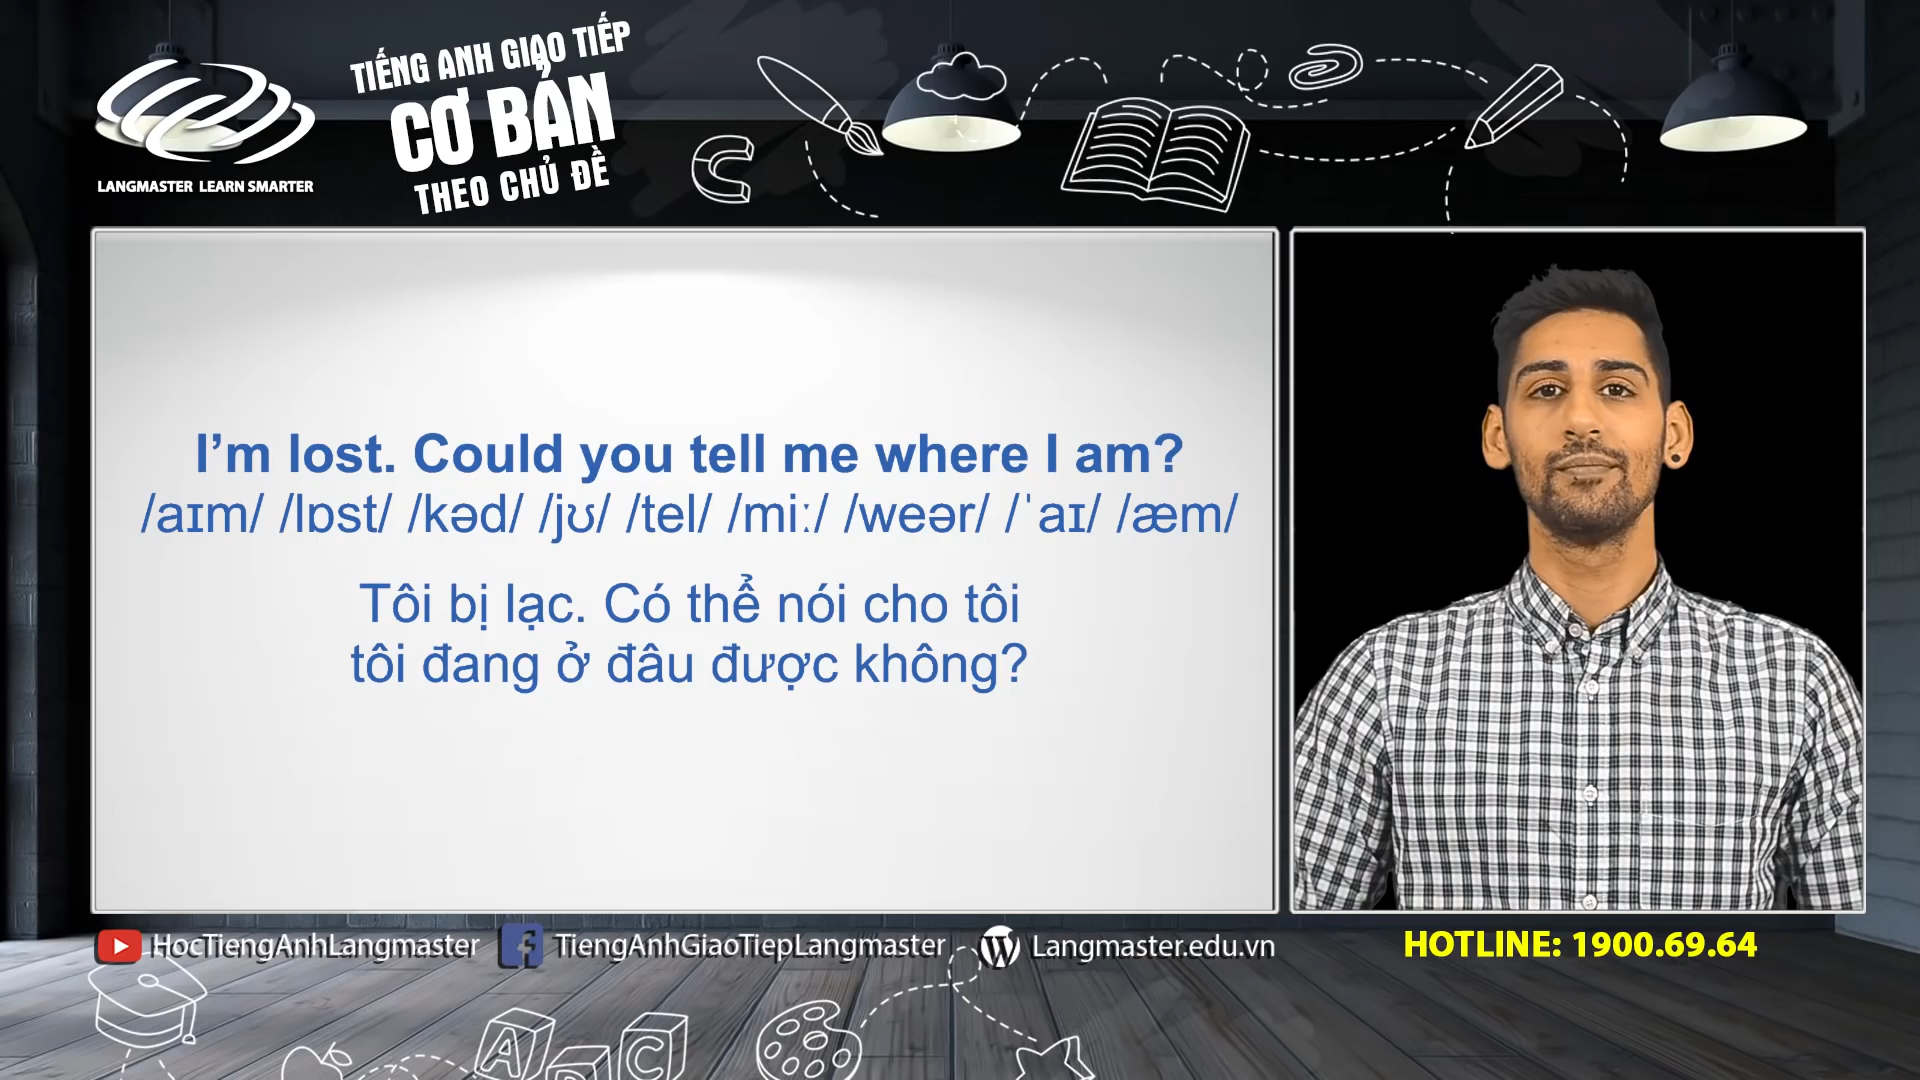 LANGMASTER LEARN SMARTER
TIẾNG ANH GIAO TIẾP
CƠ BẢN
THEO CHỦ ĐỀ
I’m lost. Could you tell me where I am?
/aɪm/ /lɒst/ /kəd/ /jʊ/ /tel/ /miː/ /weər/ /ˈaɪ/ /æm/
Tôi bị lạc. Có thể nói cho tôi
tôi đang ở đâu được không?
HocTiengAnhLangmaster TiengAnhGiaoTiepLangmaster Langmaster.edu.vn HOTLINE: 1900.69.64
A B C